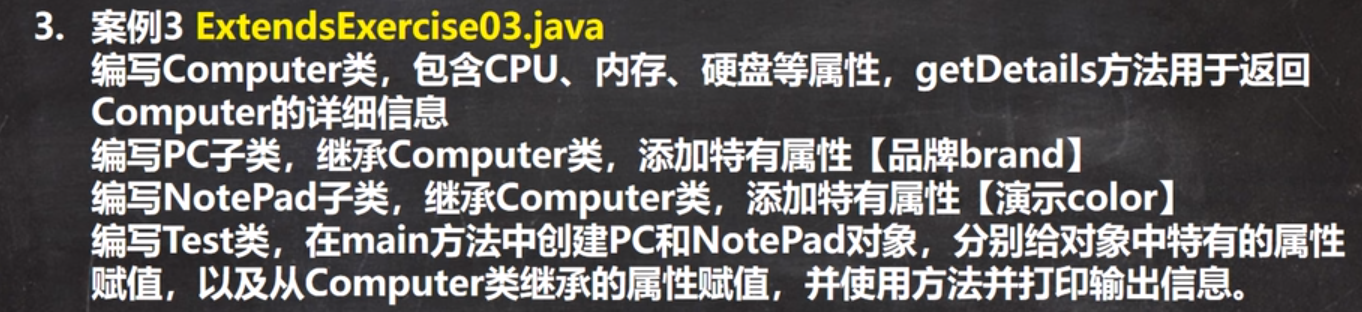 3. 案例3 ExtendsExercise03.java
编写Computer类，包含CPU、内存、硬盘等属性，getDetails方法用于返回
Computer的详细信息
编写PC子类，继承Computer类，添加特有属性【品牌brand】
编写NotePad子类，继承Computer类，添加特有属性【演示color】
编写Test类，在main方法中创建PC和NotePad对象，分别给对象中特有的属性
赋值，以及从Computer类继承的属性赋值，并使用方法并打印输出信息。